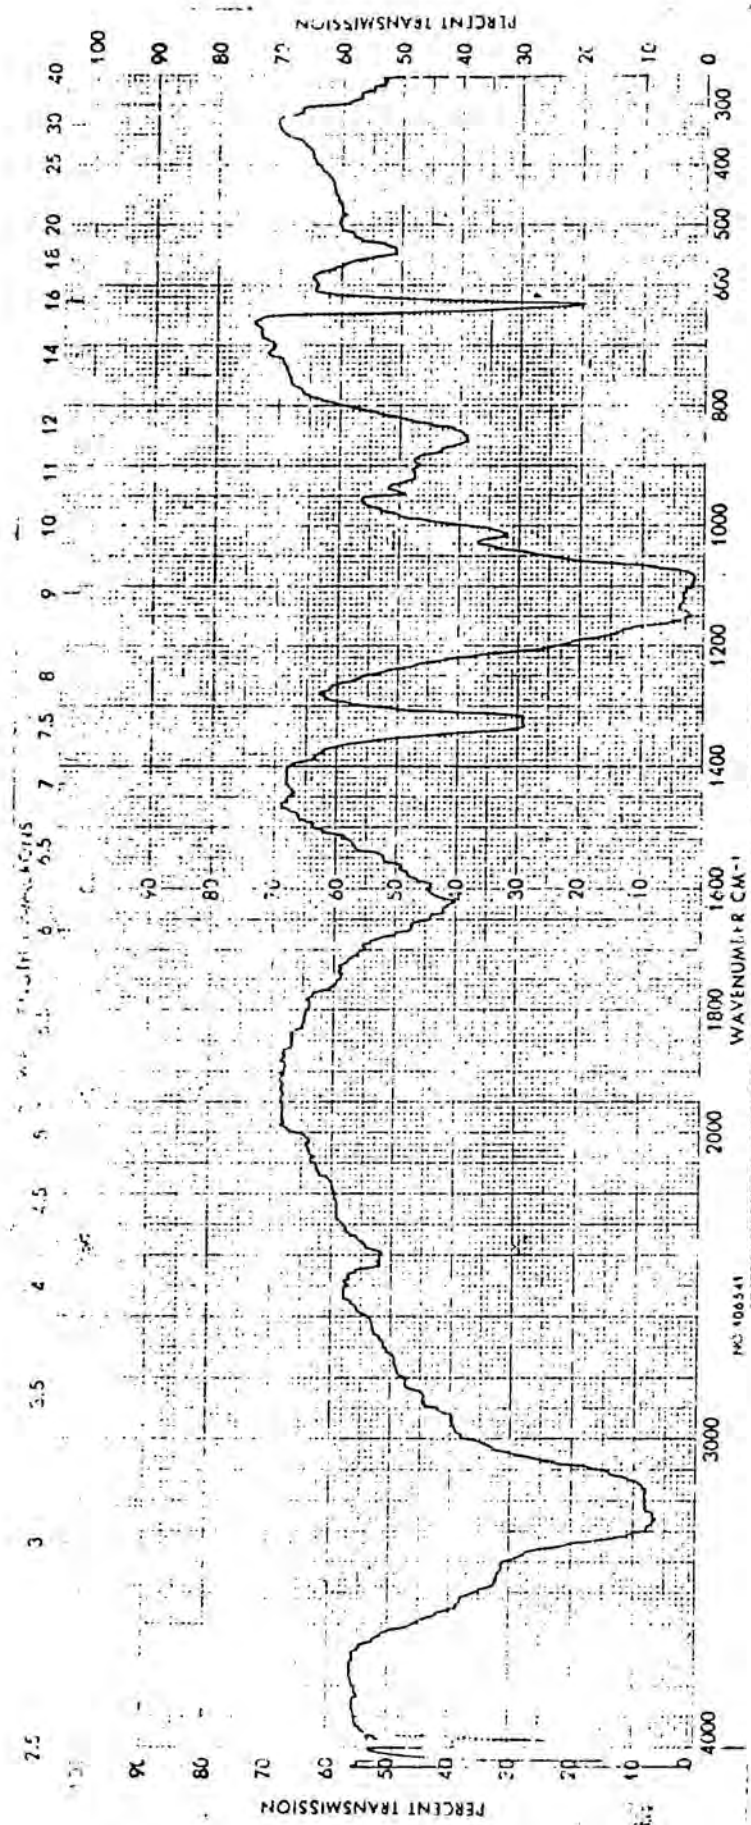 PERCENT TRANSMISSION
100 90 80 70 60 50 40 30 20 10 0
2.5 3 3.5 4 4.5 5 6 6.5 7 7.5 8 9 10 11 12 14 16 18 20 25 30 40
90 80 70 60 50 40 30 20 10
4000 3000 2000 1800 1600 1400 1200 1000 800 600 500 400 300
WAVENUMBER CM-1
PERCENT TRANSMISSION
90 80 70 60 50 40 30 20 10 0